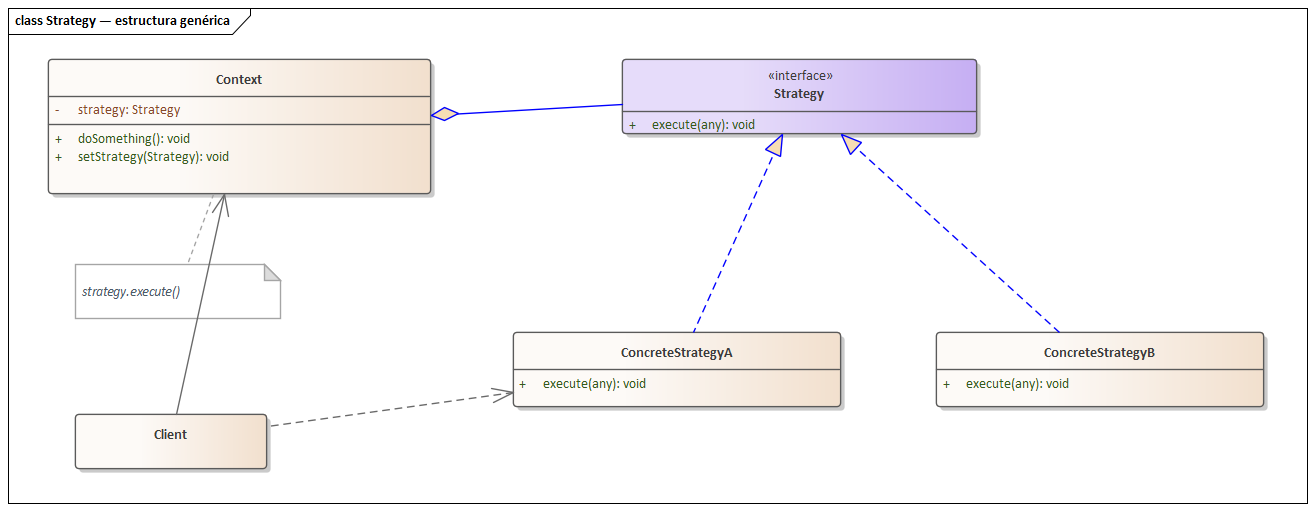 class Strategy — estructura genérica
Context
- strategy: Strategy
+ doSomething(): void
+ setStrategy(Strategy): void
«interface»
Strategy
+ execute(any): void
strategy.execute()
ConcreteStrategyA
+ execute(any): void
ConcreteStrategyB
+ execute(any): void
Client